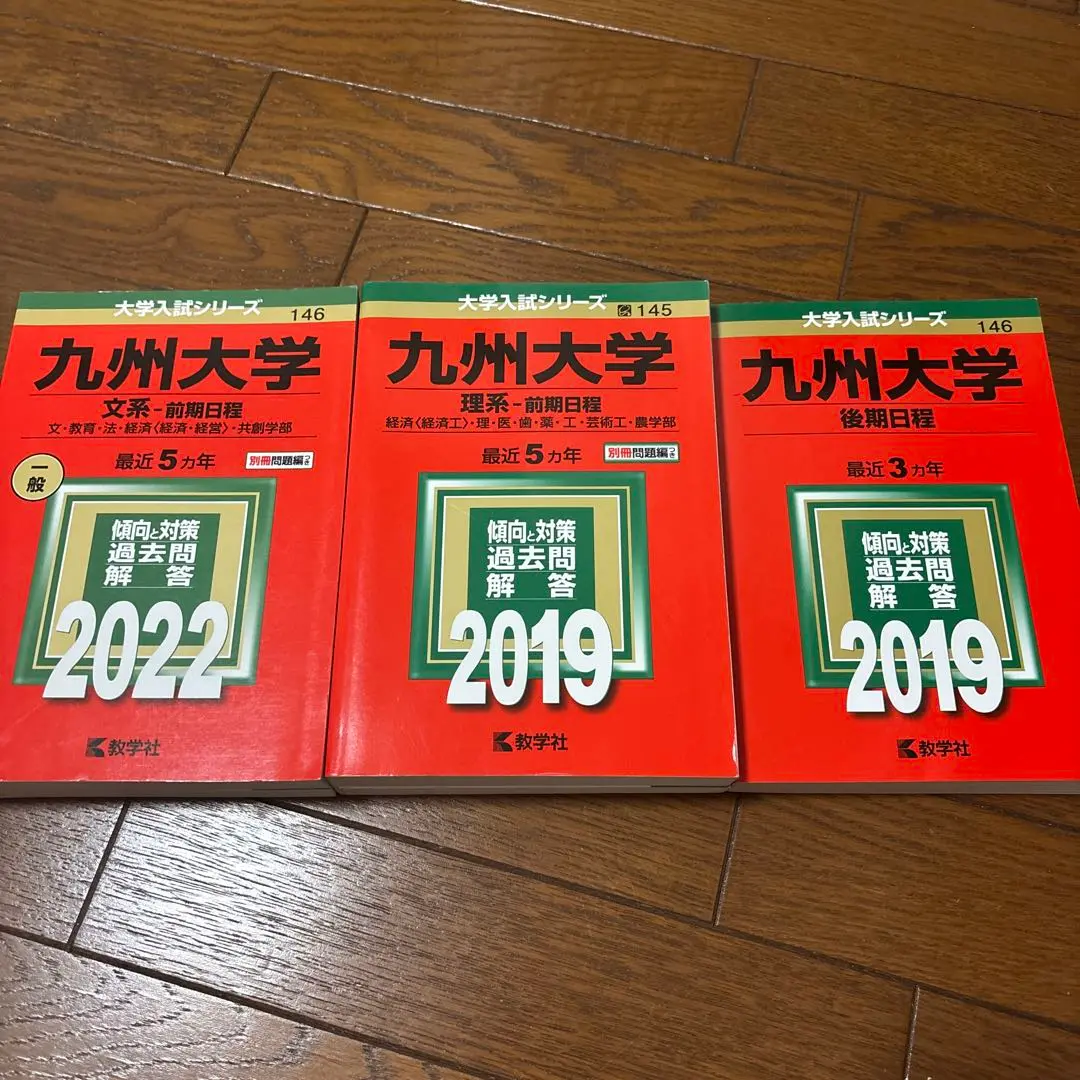 大学入試シリーズ
146
九州大学
文系-前期日程
文・教育・法・経済〈経済・経営〉・共創学部
一般
最近5カ年
別冊問題編つき
傾向と対策
過去問
解答
2022
教学社
大学入試シリーズ
145
九州大学
理系-前期日程
経済〈経済工〉・理・医・歯・薬・工・芸術工・農学部
最近5カ年
別冊問題編つき
傾向と対策
過去問
解答
2019
教学社
大学入試シリーズ
146
九州大学
後期日程
最近3カ年
傾向と対策
過去問
解答
2019
教学社